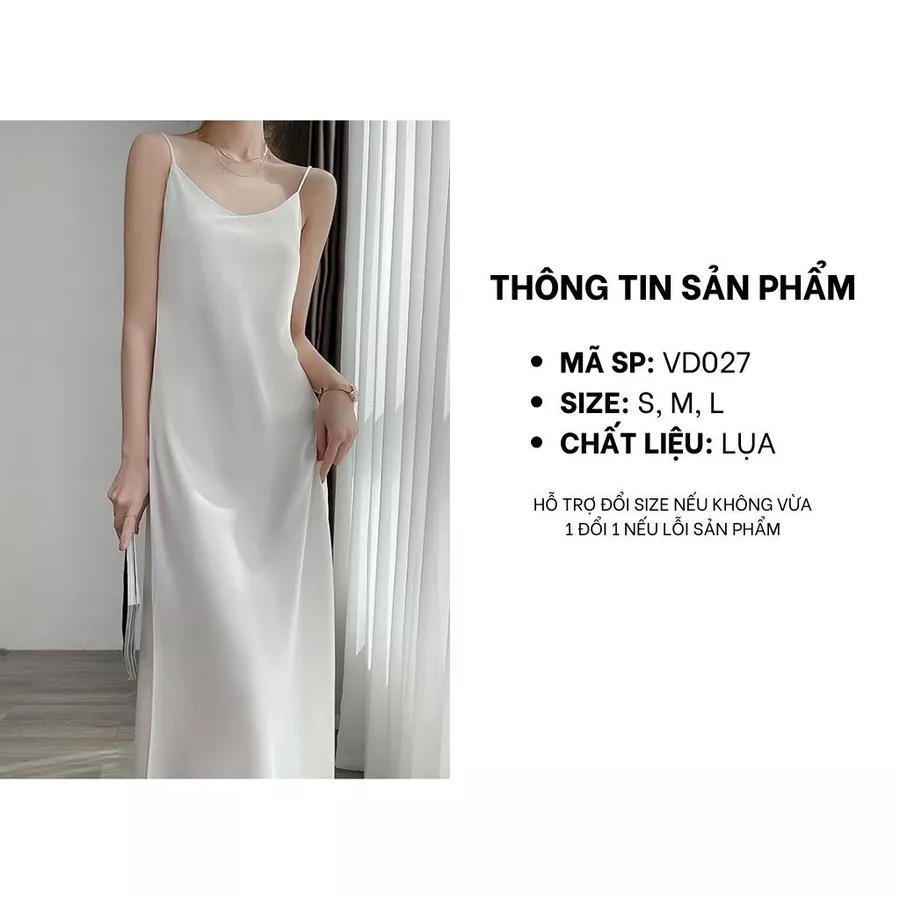 THÔNG TIN SẢN PHẨM
• MÃ SP: VD027
• SIZE: S, M, L
• CHẤT LIỆU: LỤA
HỖ TRỢ ĐỔI SIZE NẾU KHÔNG VỪA
1 ĐỔI 1 NẾU LỖI SẢN PHẨM